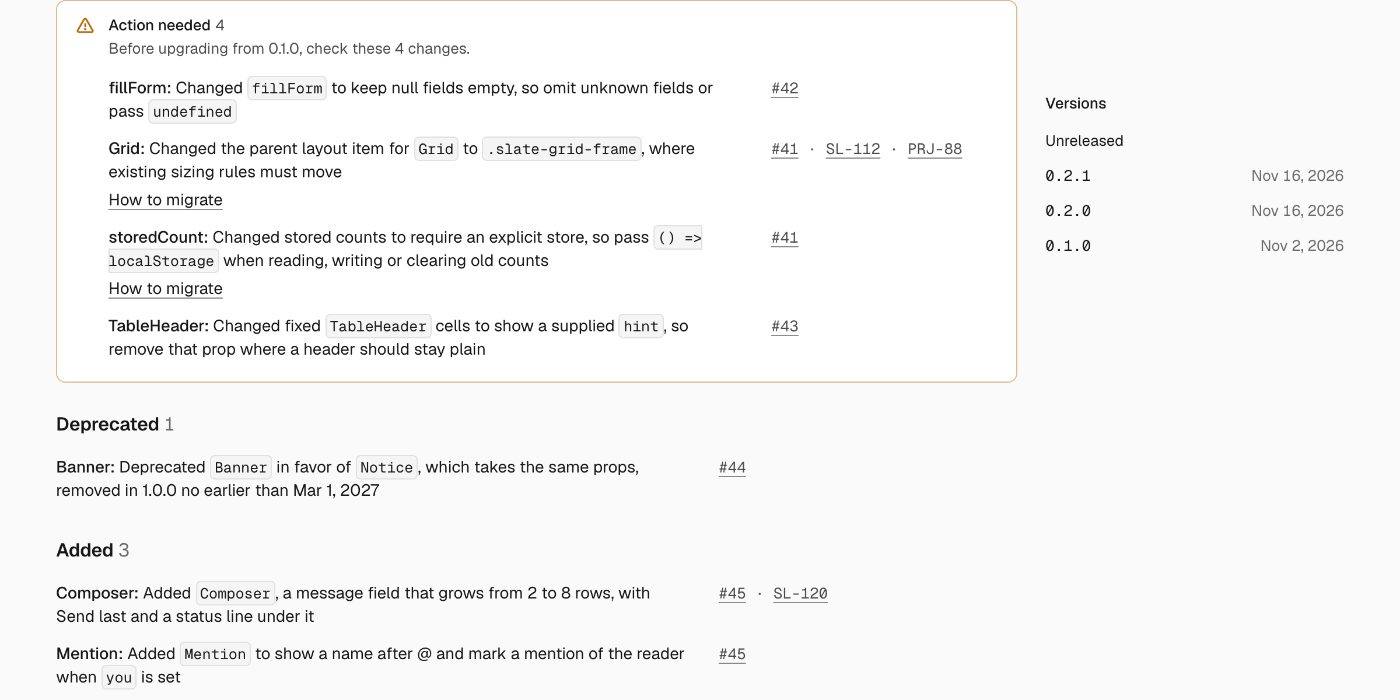 Action needed 4
Before upgrading from 0.1.0, check these 4 changes.
fillForm: Changed fillForm to keep null fields empty, so omit unknown fields or
pass undefined
#42
Grid: Changed the parent layout item for Grid to .slate-grid-frame, where
existing sizing rules must move
#41 · SL-112 · PRJ-88
How to migrate
storedCount: Changed stored counts to require an explicit store, so pass () =>
localStorage when reading, writing or clearing old counts
#41
How to migrate
TableHeader: Changed fixed TableHeader cells to show a supplied hint, so
remove that prop where a header should stay plain
#43
Deprecated 1
Banner: Deprecated Banner in favor of Notice, which takes the same props,
removed in 1.0.0 no earlier than Mar 1, 2027
#44
Added 3
Composer: Added Composer, a message field that grows from 2 to 8 rows, with
Send last and a status line under it
#45 · SL-120
Mention: Added Mention to show a name after @ and mark a mention of the reader
when you is set
#45
Versions
Unreleased
0.2.1 Nov 16, 2026
0.2.0 Nov 16, 2026
0.1.0 Nov 2, 2026